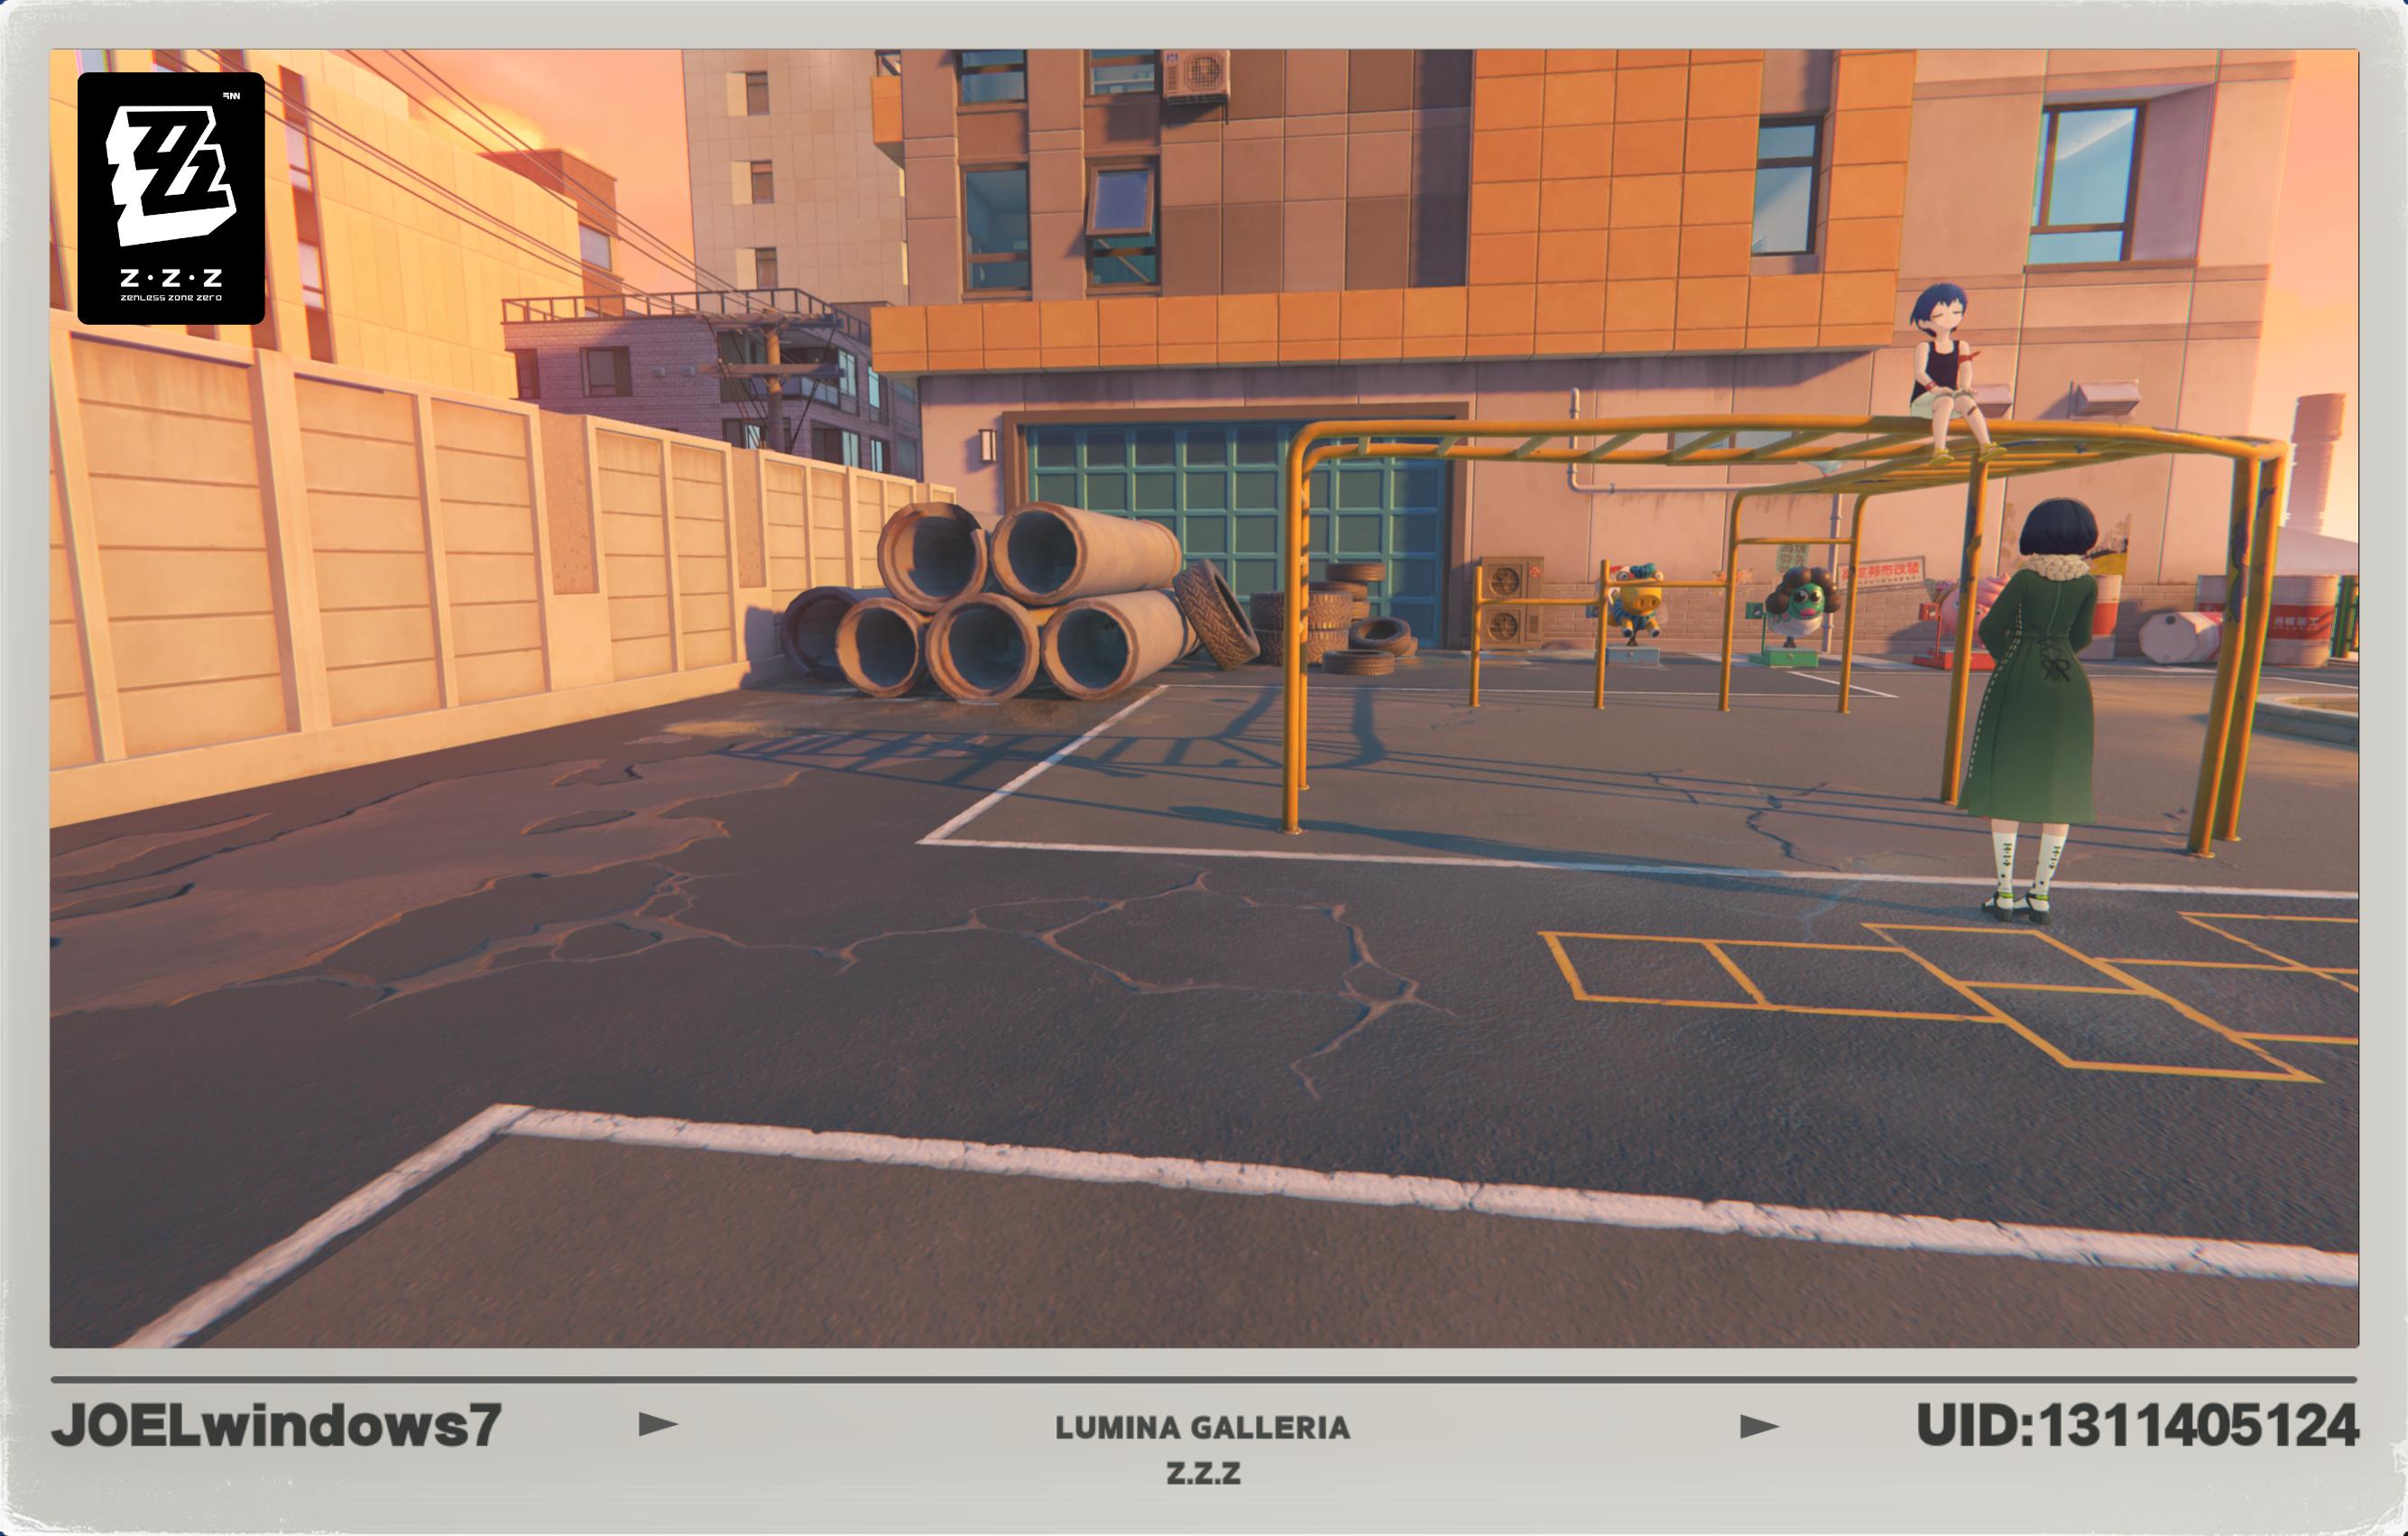 Z·Z·Z
ZENLESS ZONE ZERO
JOELwindows7
LUMINA GALLERIA
Z.Z.Z
UID:1311405124